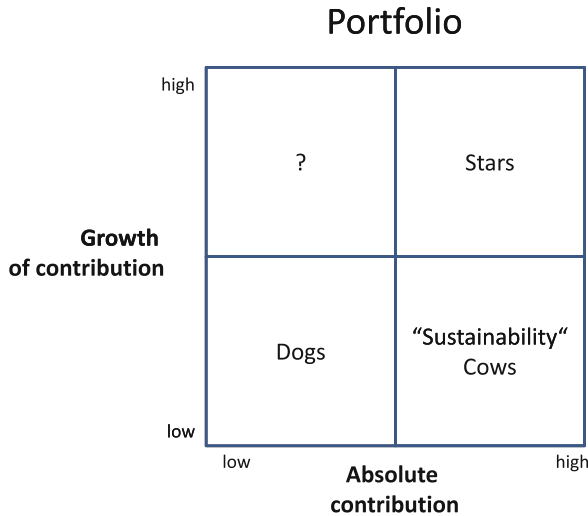 Portfolio
high
?
Stars
Growth
of contribution
Dogs
“Sustainability“
Cows
low
low
high
Absolute
contribution